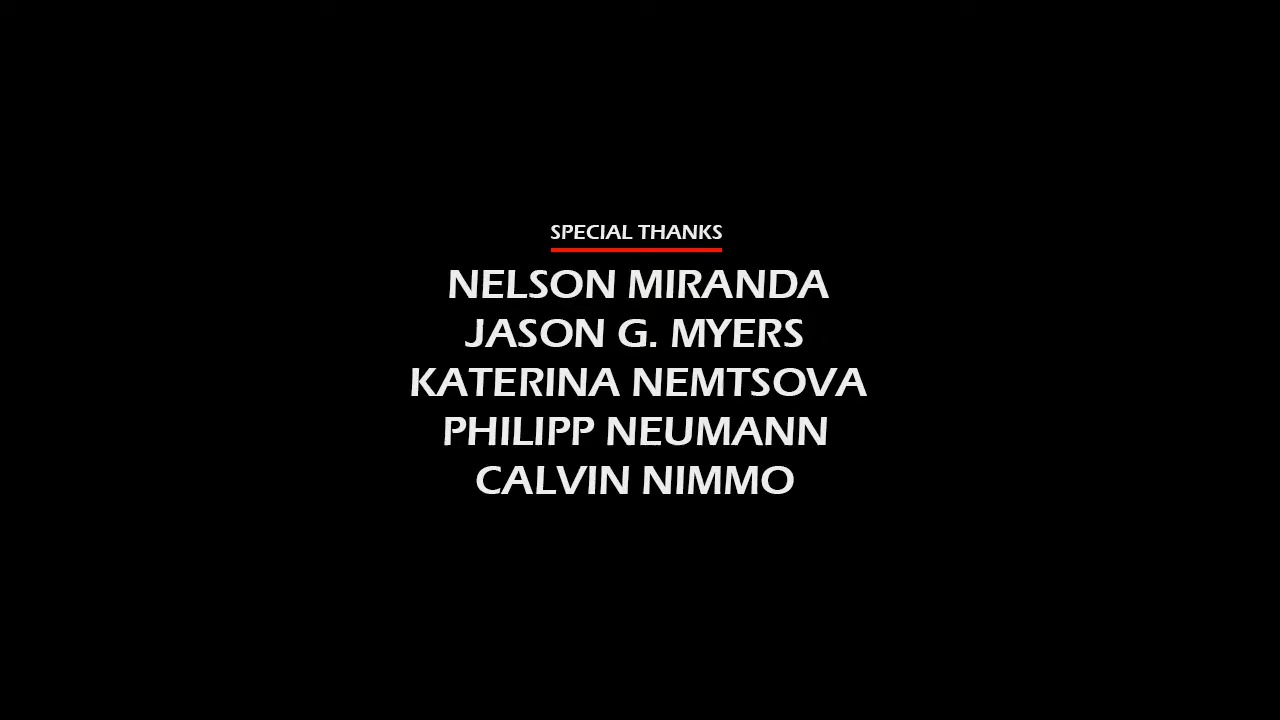 SPECIAL THANKS
NELSON MIRANDA
JASON G. MYERS
KATERINA NEMTSOVA
PHILIPP NEUMANN
CALVIN NIMMO